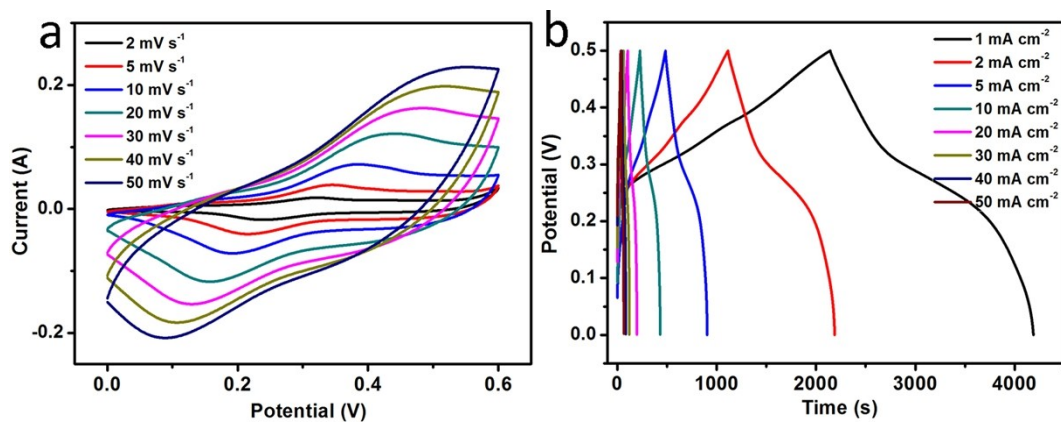 a
2 mV s⁻¹
5 mV s⁻¹
10 mV s⁻¹
20 mV s⁻¹
30 mV s⁻¹
40 mV s⁻¹
50 mV s⁻¹
0.2
0.0
-0.2
Current (A)
0.0
0.2
0.4
0.6
Potential (V)
b
1 mA cm⁻²
2 mA cm⁻²
5 mA cm⁻²
10 mA cm⁻²
20 mA cm⁻²
30 mA cm⁻²
40 mA cm⁻²
50 mA cm⁻²
0.5
0.4
0.3
0.2
0.1
0.0
Potential (V)
0
1000
2000
3000
4000
Time (s)